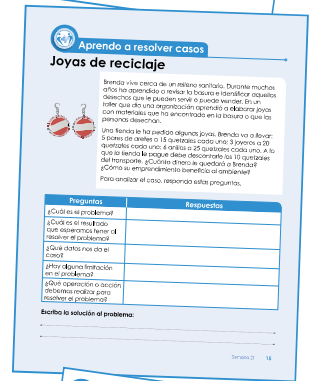 Aprendo a resolver casos
Joyas de reciclaje
Brenda vive cerca de un relleno sanitario. Durante muchos
años ha aprendido a revisar la basura e identificar aquellos
desechos que le pueden servir o puede vender. En un
taller que dio una organización aprendió a elaborar joyas
con materiales que ha encontrado en la basura o que las
personas desechan.
Una tienda le ha pedido algunas joyas. Brenda va a llevar:
5 pares de aretes a 15 quetzales cada uno; 3 joyeros a 20
quetzales cada uno; 6 anillos a 25 quetzales cada uno. A lo
que la tienda le pague debe descontarle los 10 quetzales
del transporte. ¿Cuánto dinero le quedará a Brenda?
¿Cómo su emprendimiento beneficia al ambiente?
Para analizar el caso, responda estas preguntas.
Preguntas
Respuestas
¿Cuál es el problema?
¿Cuál es el resultado
que esperamos tener al
resolver el problema?
¿Qué datos nos da el
caso?
¿Hay alguna limitación
en el problema?
¿Qué operación o acción
debemos realizar para
resolver el problema?
Escriba la solución al problema:
Semana 21